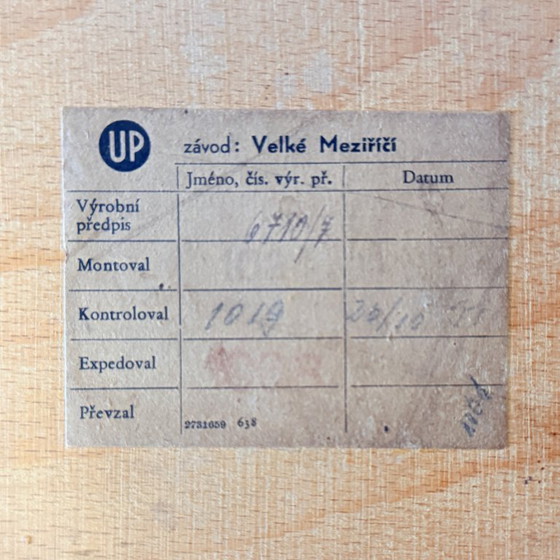 UP
závod: Velké Meziříčí
Jméno, čís. výr. př. Datum
Výrobní
předpis
Montoval
Kontroloval 1019
Expedoval
Převzal
2731659 638